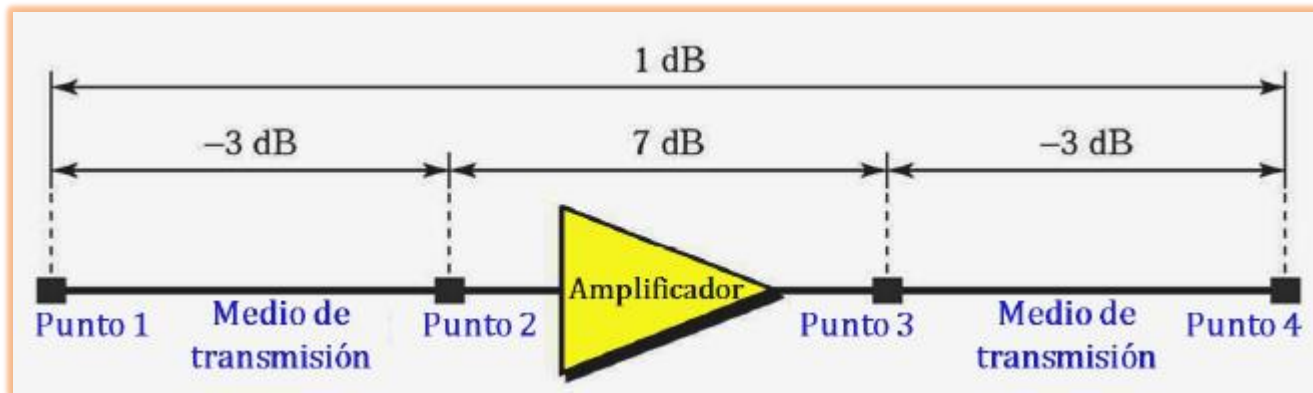 1 dB
−3 dB
7 dB
−3 dB
Amplificador
Punto 1
Medio de
transmisión
Punto 2
Punto 3
Medio de
transmisión
Punto 4